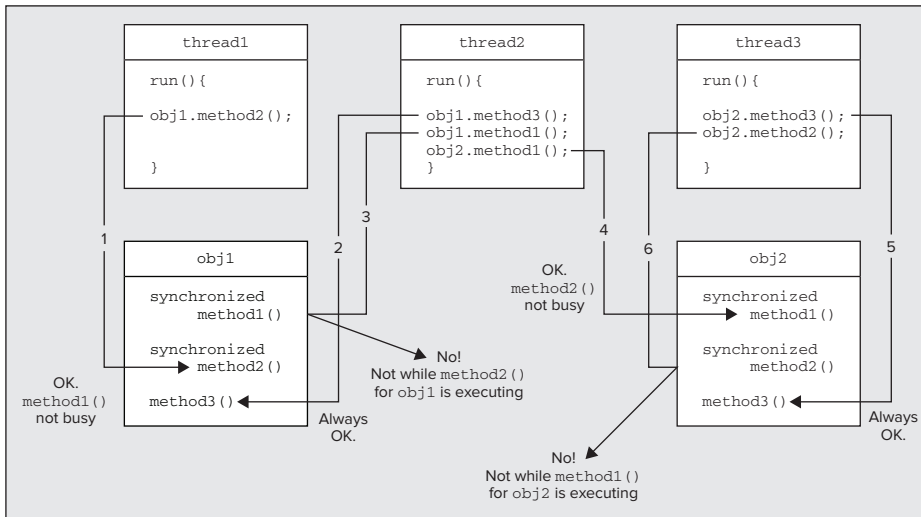 thread1
run(){
obj1.method2();
}
thread2
run(){
obj1.method3();
obj1.method1();
obj2.method1();
}
thread3
run(){
obj2.method3();
obj2.method2();
}
1
2
3
4
6
5
obj1
synchronized
method1()
synchronized
method2()
method3()
OK.
method1()
not busy
No!
Not while method2()
for obj1 is executing
Always
OK.
OK.
method2()
not busy
obj2
synchronized
method1()
synchronized
method2()
method3()
Always
OK.
No!
Not while method1()
for obj2 is executing